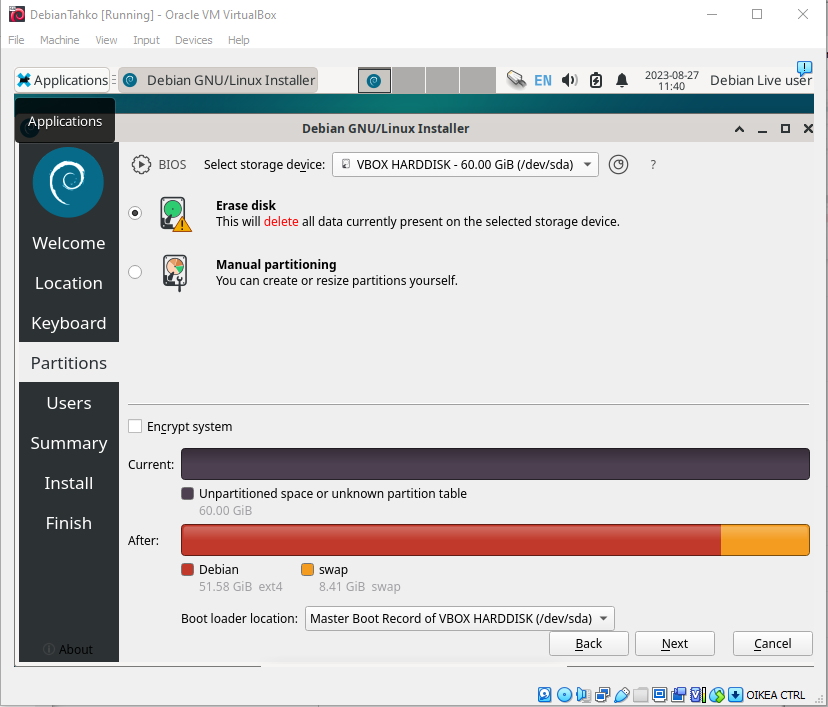 DebianTahko [Running] - Oracle VM VirtualBox
File Machine View Input Devices Help
Applications Debian GNU/Linux Installer EN 2023-08-27 11:40 Debian Live user
Applications
Debian GNU/Linux Installer
BIOS Select storage device: VBOX HARDDISK - 60.00 GiB (/dev/sda) ?
Erase disk
This will delete all data currently present on the selected storage device.
Manual partitioning
You can create or resize partitions yourself.
Welcome
Location
Keyboard
Partitions
Users
Summary
Install
Finish
About
Encrypt system
Current:
Unpartitioned space or unknown partition table
60.00 GiB
After:
Debian swap
51.58 GiB ext4 8.41 GiB swap
Boot loader location: Master Boot Record of VBOX HARDDISK (/dev/sda)
Back Next Cancel
OIKEA CTRL